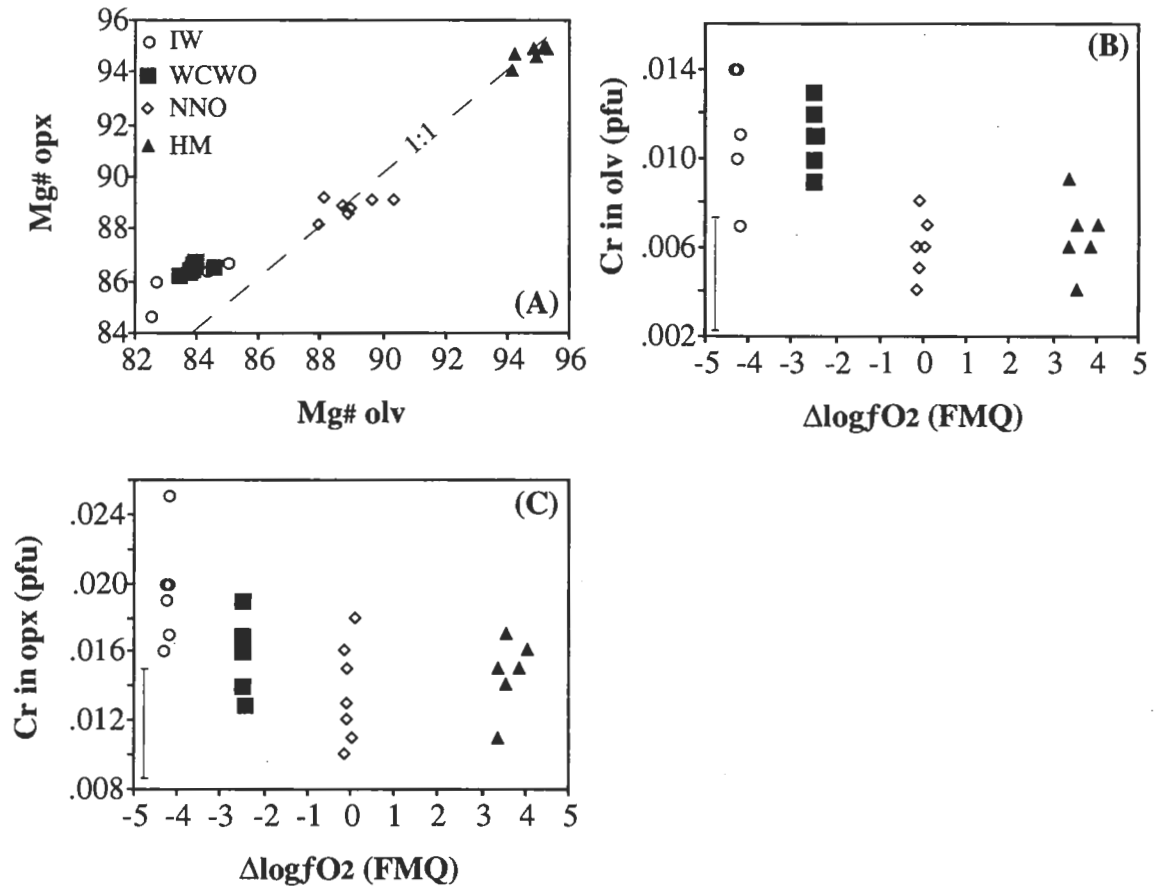 96
94
92
90
88
86
84
Mg# opx
IW
WCWO
NNO
HM
1:1
(A)
82 84 86 88 90 92 94 96
Mg# olv
.014
.010
.006
.002
Cr in olv (pfu)
(B)
-5 -4 -3 -2 -1 0 1 2 3 4 5
ΔlogfO2 (FMQ)
.024
.020
.016
.012
.008
Cr in opx (pfu)
(C)
-5 -4 -3 -2 -1 0 1 2 3 4 5
ΔlogfO2 (FMQ)